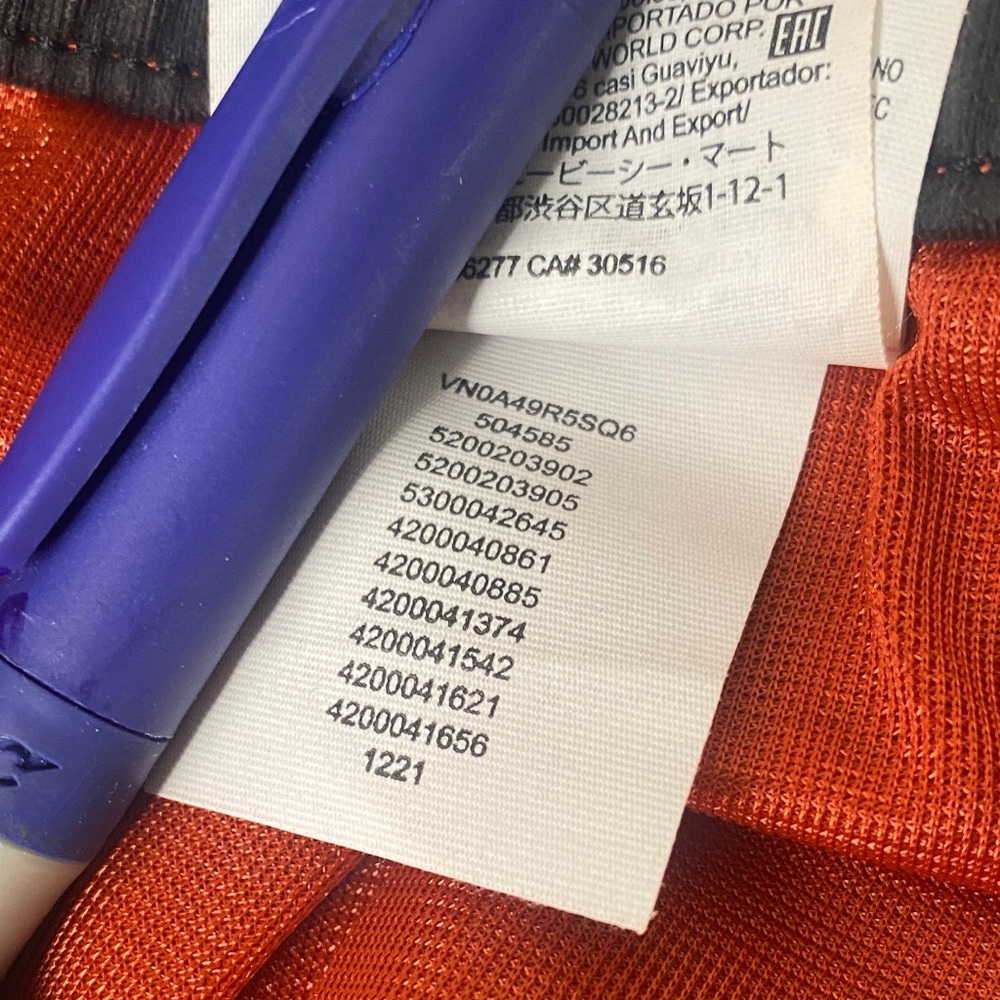 PORTADO POR
WORLD CORP. EAC
6 casi Guaviyu,
0028213-2/ Exportador:
Import And Export/
ービーシー・マート
都渋谷区道玄坂1-12-1
6277 CA# 30516
NO
C
VN0A49R5SQ6
504585
5200203902
5200203905
5300042645
4200040861
4200040885
4200041374
4200041542
4200041621
4200041656
1221